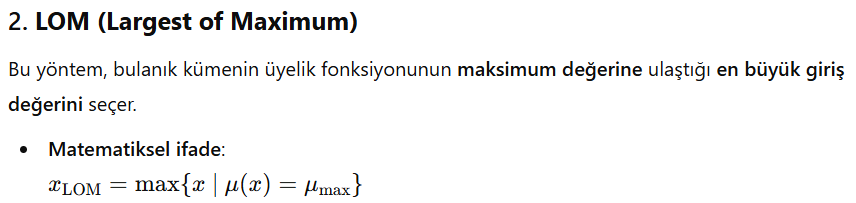 2. LOM (Largest of Maximum)
Bu yöntem, bulanık kümenin üyelik fonksiyonunun maksimum değerine ulaştığı en büyük giriş
değerini seçer.
• Matematiksel ifade:
x_LOM = max{x | μ(x) = μ_max}